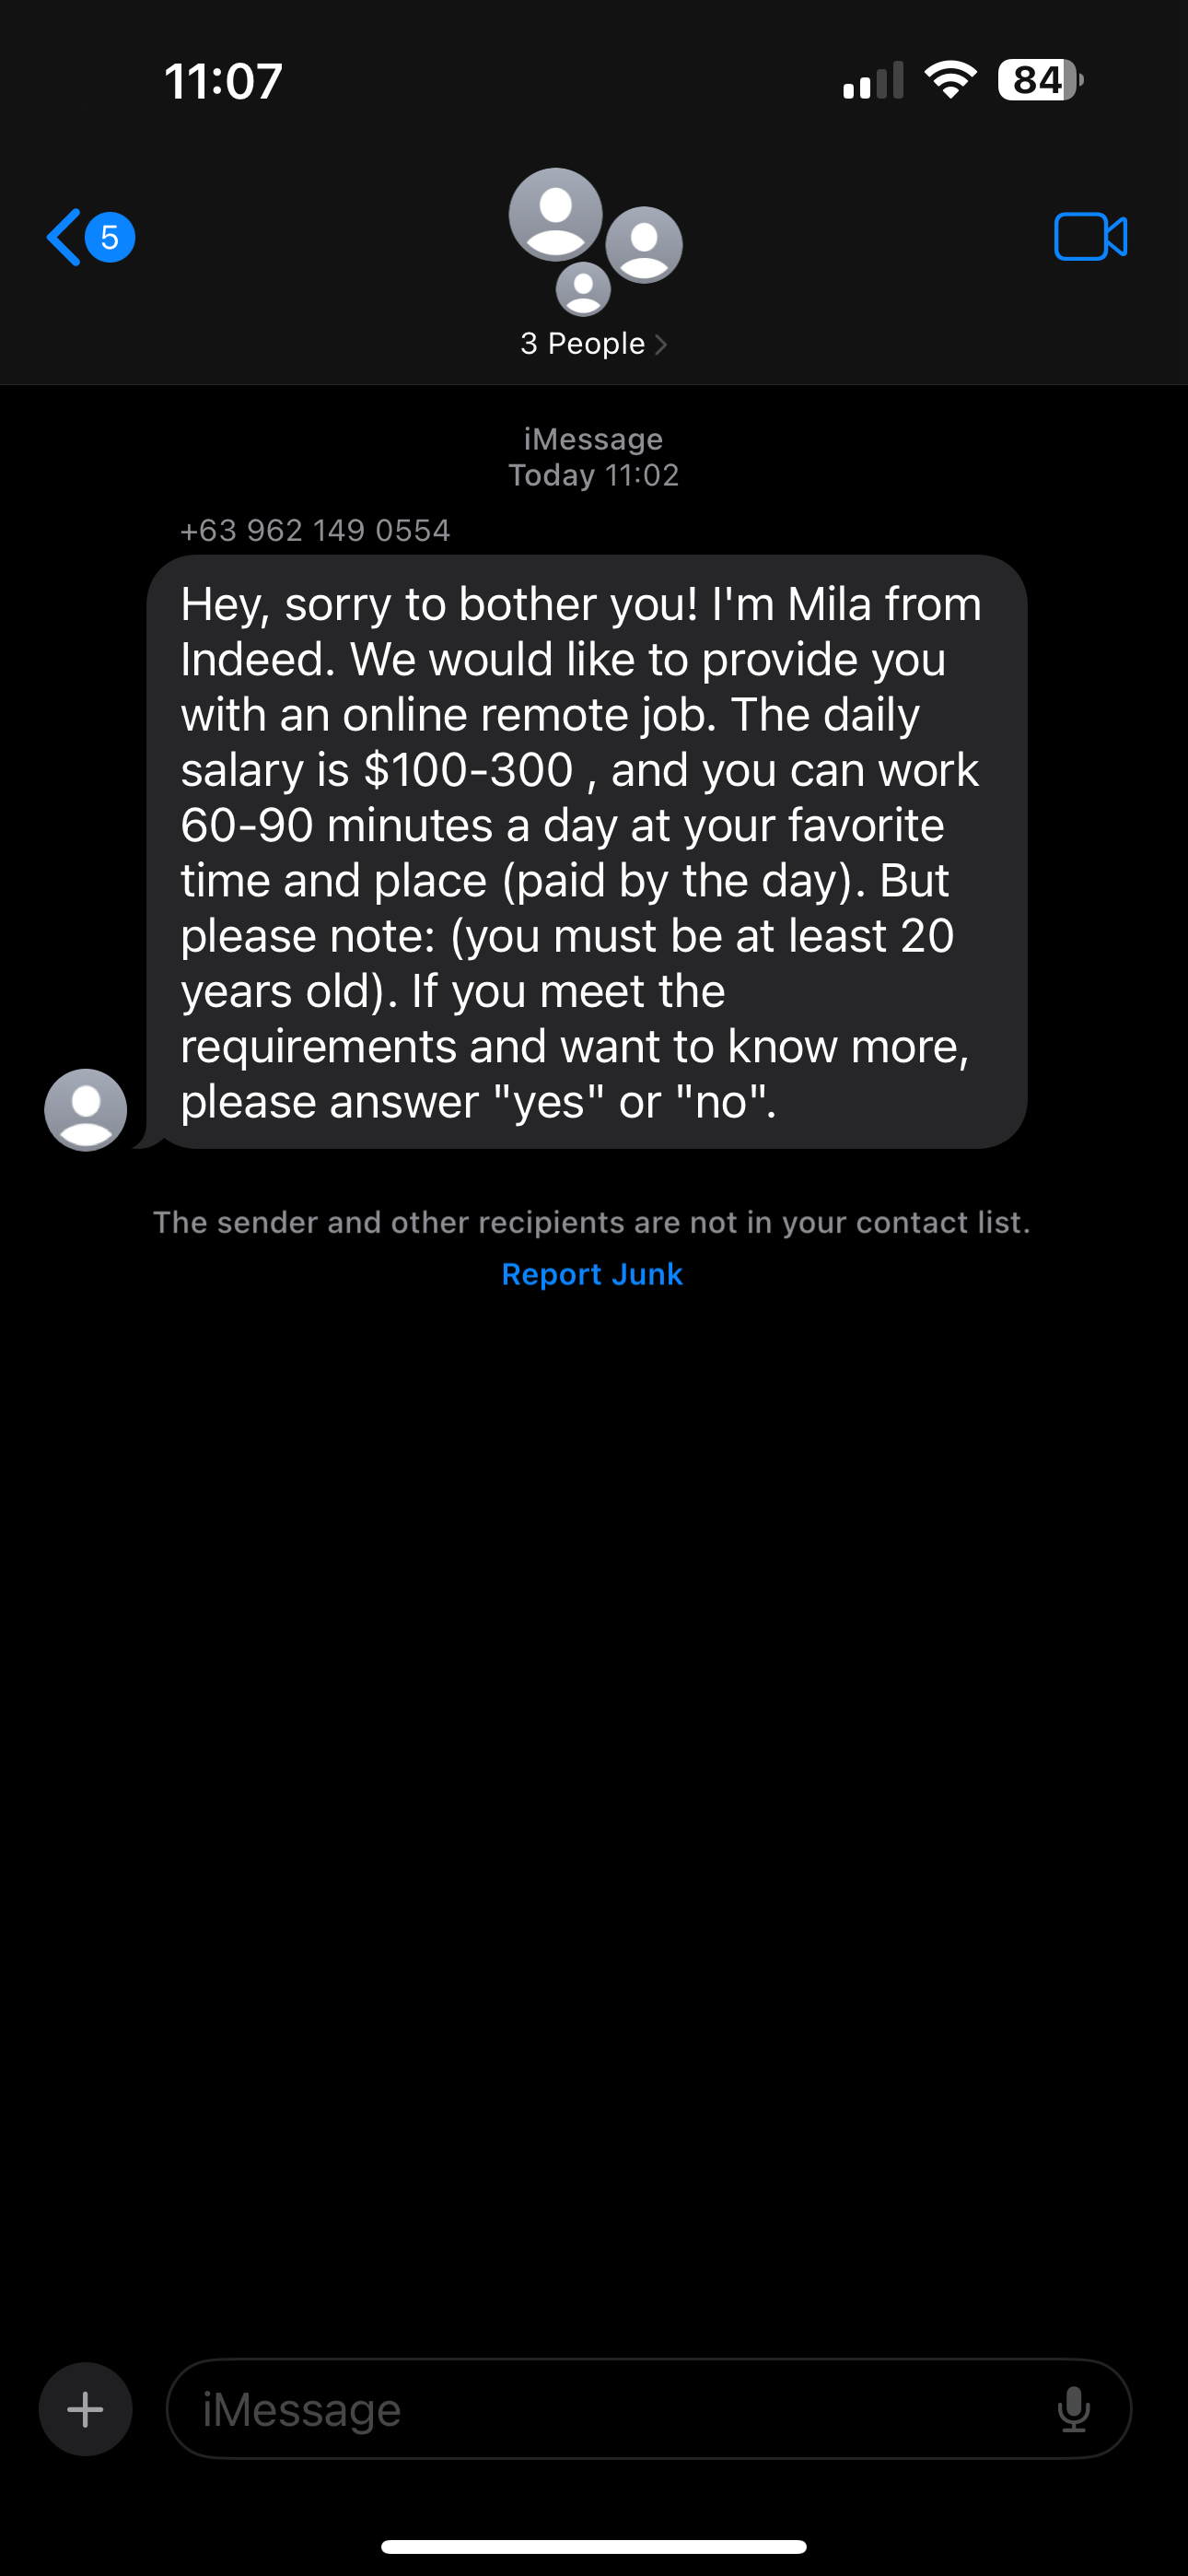 11:07
84
5
3 People
iMessage
Today 11:02
+63 962 149 0554
Hey, sorry to bother you! I'm Mila from
Indeed. We would like to provide you
with an online remote job. The daily
salary is $100-300 , and you can work
60-90 minutes a day at your favorite
time and place (paid by the day). But
please note: (you must be at least 20
years old). If you meet the
requirements and want to know more,
please answer "yes" or "no".
The sender and other recipients are not in your contact list.
Report Junk
iMessage